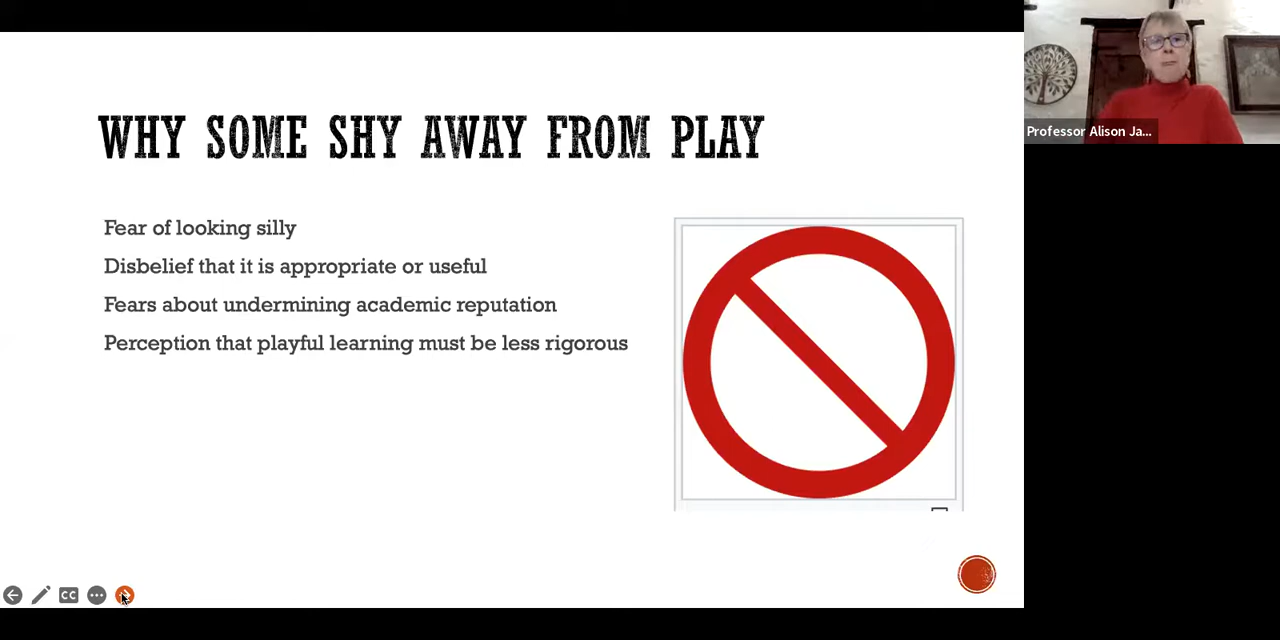 WHY SOME SHY AWAY FROM PLAY
Fear of looking silly
Disbelief that it is appropriate or useful
Fears about undermining academic reputation
Perception that playful learning must be less rigorous
Professor Alison Ja...
CC